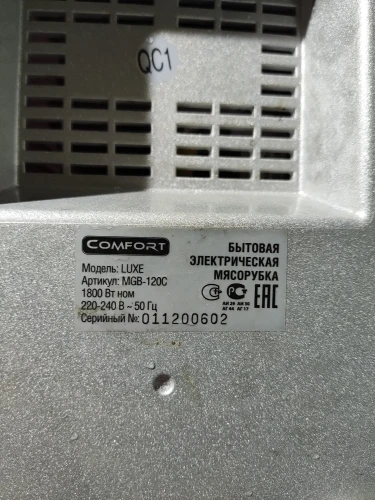 QC1
COMFORT
Модель: LUXE
Артикул: MGB-120C
1800 Вт ном
220-240 В ~ 50 Гц
Серийный №: 011200602
БЫТОВАЯ
ЭЛЕКТРИЧЕСКАЯ
МЯСОРУБКА
ЕАС